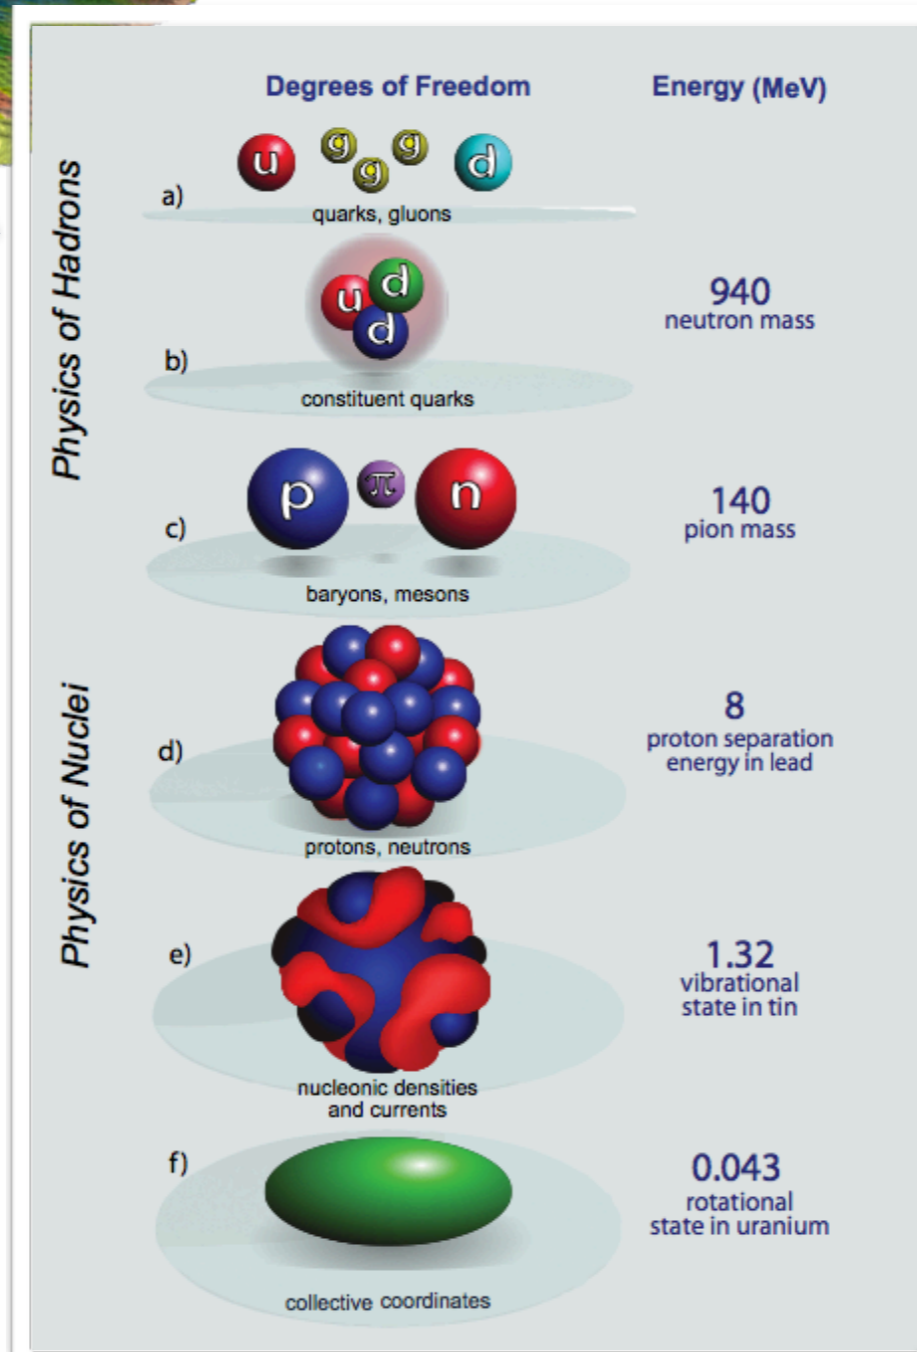 Degrees of Freedom
Energy (MeV)
Physics of Hadrons
u g g g d
a)
quarks, gluons
u d d
b)
constituent quarks
940
neutron mass
p π n
c)
baryons, mesons
140
pion mass
Physics of Nuclei
d)
protons, neutrons
8
proton separation
energy in lead
e)
nucleonic densities
and currents
1.32
vibrational
state in tin
f)
collective coordinates
0.043
rotational
state in uranium